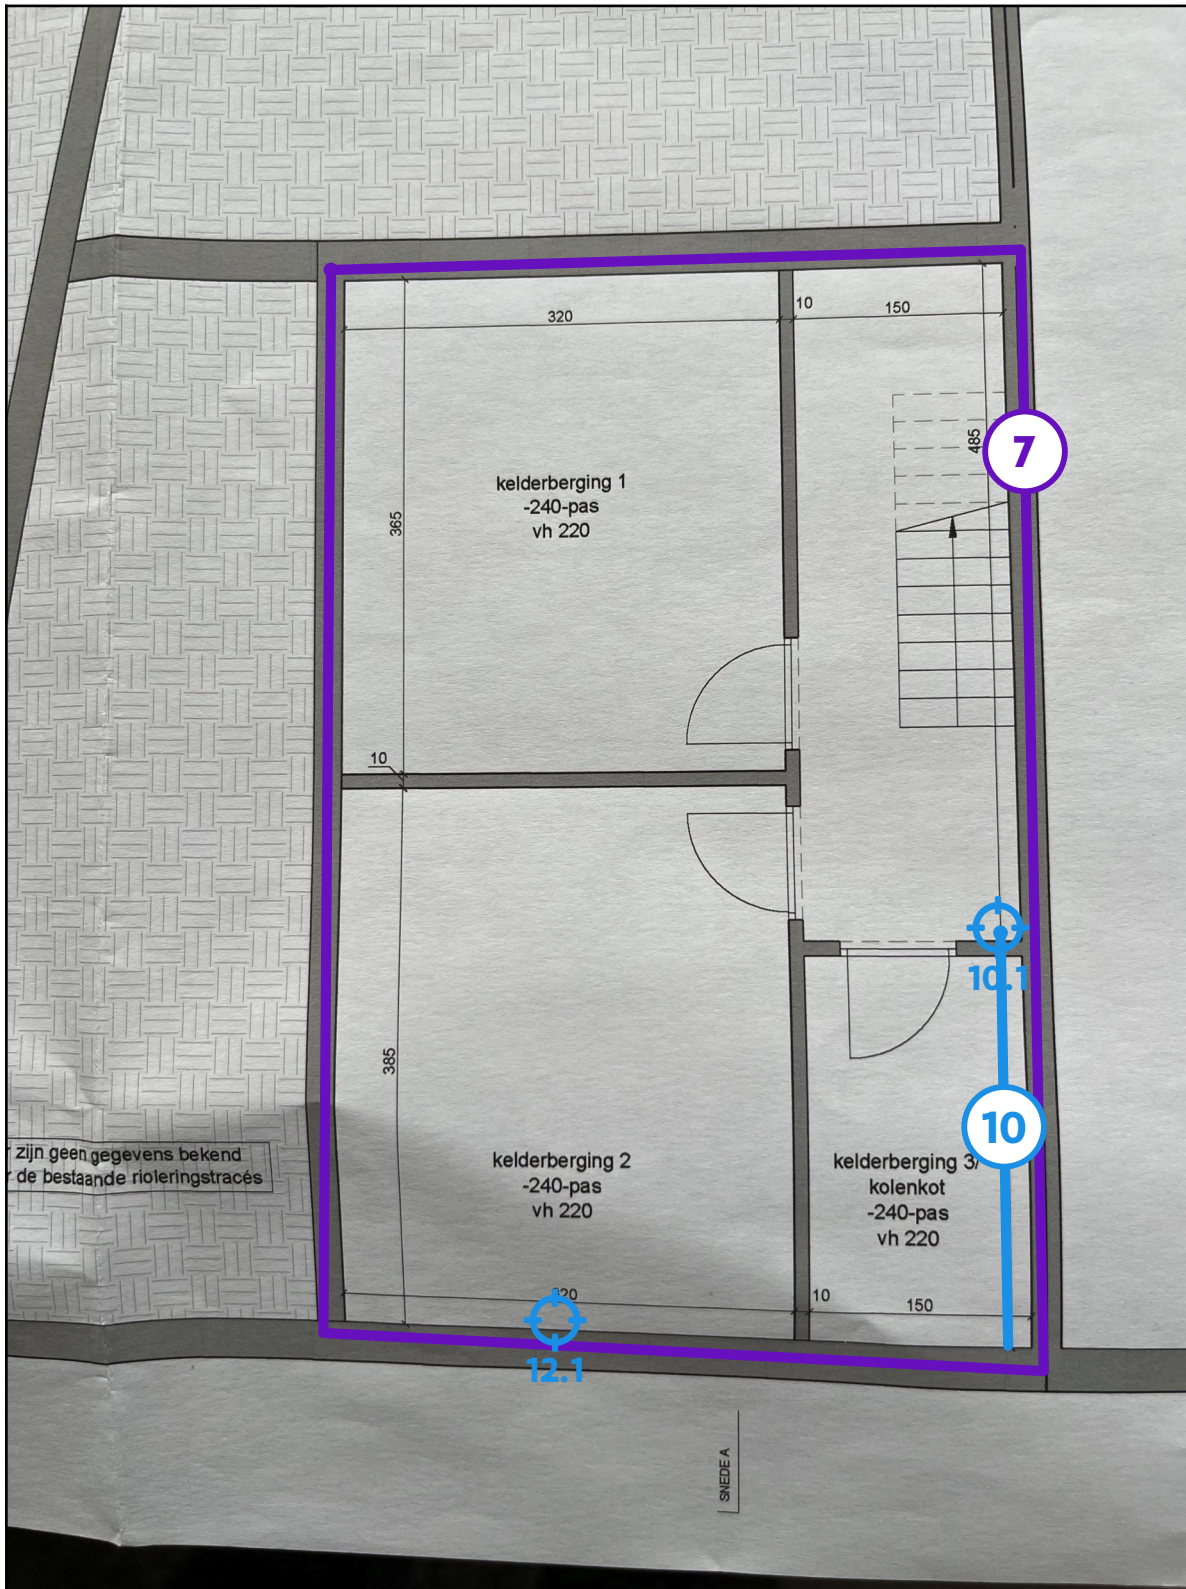 320
10
150
485
7
kelderberging 1
-240-pas
vh 220
365
10
385
10.1
10
zijn geen gegevens bekend
de bestaande rioleringstracés
kelderberging 2
-240-pas
vh 220
kelderberging 3/
kolenkot
-240-pas
vh 220
10
150
12.1
SNEDE A